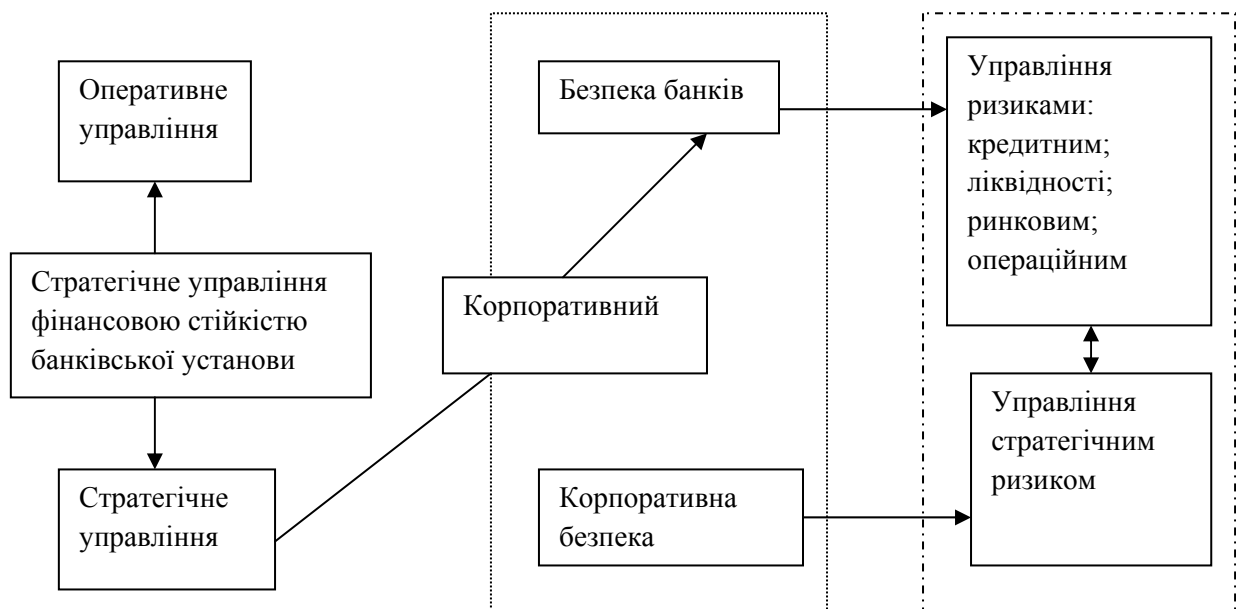 Оперативне
управління
Стратегічне управління
фінансовою стійкістю
банківської установи
Стратегічне
управління
Корпоративний
Безпека банків
Корпоративна
безпека
Управління
ризиками:
кредитним;
ліквідності;
ринковим;
операційним
Управління
стратегічним
ризиком